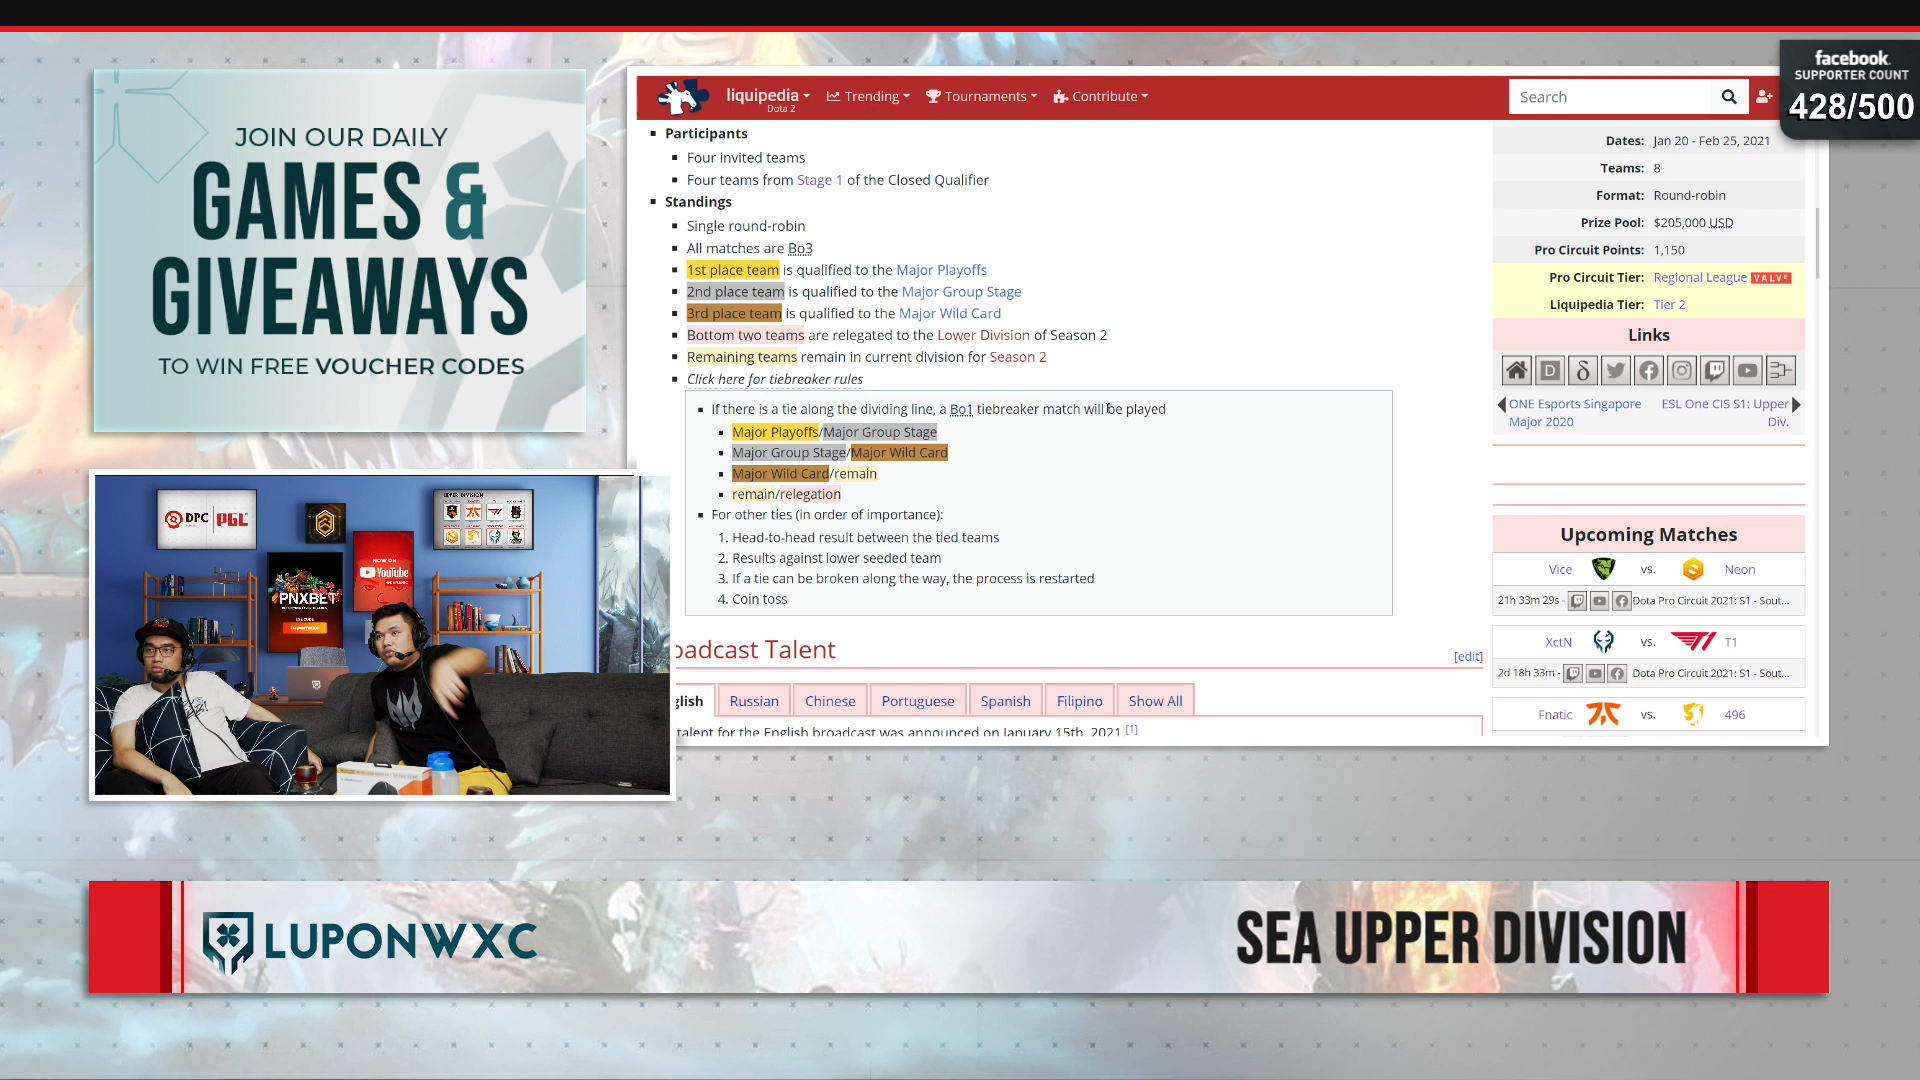 facebook
SUPPORTER COUNT
428/500
JOIN OUR DAILY
GAMES &
GIVEAWAYS
TO WIN FREE VOUCHER CODES
liquipedia
Dota 2
Trending
Tournaments
Contribute
Search
Participants
Four invited teams
Four teams from Stage 1 of the Closed Qualifier
Standings
Single round-robin
All matches are Bo3
1st place team is qualified to the Major Playoffs
2nd place team is qualified to the Major Group Stage
3rd place team is qualified to the Major Wild Card
Bottom two teams are relegated to the Lower Division of Season 2
Remaining teams remain in current division for Season 2
Click here for tiebreaker rules
If there is a tie along the dividing line, a Bo1 tiebreaker match will be played
Major Playoffs/Major Group Stage
Major Group Stage/Major Wild Card
Major Wild Card/remain
remain/relegation
For other ties (in order of importance):
1. Head-to-head result between the tied teams
2. Results against lower seeded team
3. If a tie can be broken along the way, the process is restarted
4. Coin toss
oadcast Talent
[edit]
glish
Russian
Chinese
Portuguese
Spanish
Filipino
Show All
talent for the English broadcast was announced on January 15th, 2021 [1]
Dates: Jan 20 - Feb 25, 2021
Teams: 8
Format: Round-robin
Prize Pool: $205,000 USD
Pro Circuit Points: 1,150
Pro Circuit Tier: Regional League VALVE
Liquipedia Tier: Tier 2
Links
ONE Esports Singapore
Major 2020
ESL One CIS S1: Upper
Div.
Upcoming Matches
Vice vs. Neon
21h 33m 29s - Dota Pro Circuit 2021: S1 - Sout...
XctN vs. T1
2d 18h 33m - Dota Pro Circuit 2021: S1 - Sout...
Fnatic vs. 496
DPC PGL
UPPER DIVISION
PNXBET
NOW ON
YouTube
LUPONWXC
SEA UPPER DIVISION